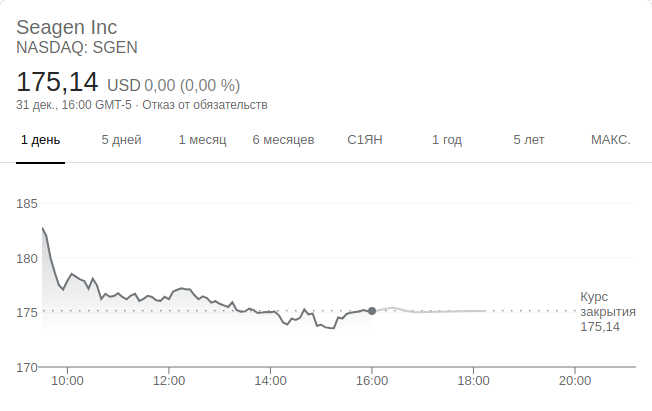 Seagen Inc
NASDAQ: SGEN
175,14 USD 0,00 (0,00 %)
31 дек., 16:00 GMT-5 · Отказ от обязательств
1 день 5 дней 1 месяц 6 месяцев С1ЯН 1 год 5 лет МАКС.
185
180
175
170
Курс
закрытия
175,14
10:00 12:00 14:00 16:00 18:00 20:00